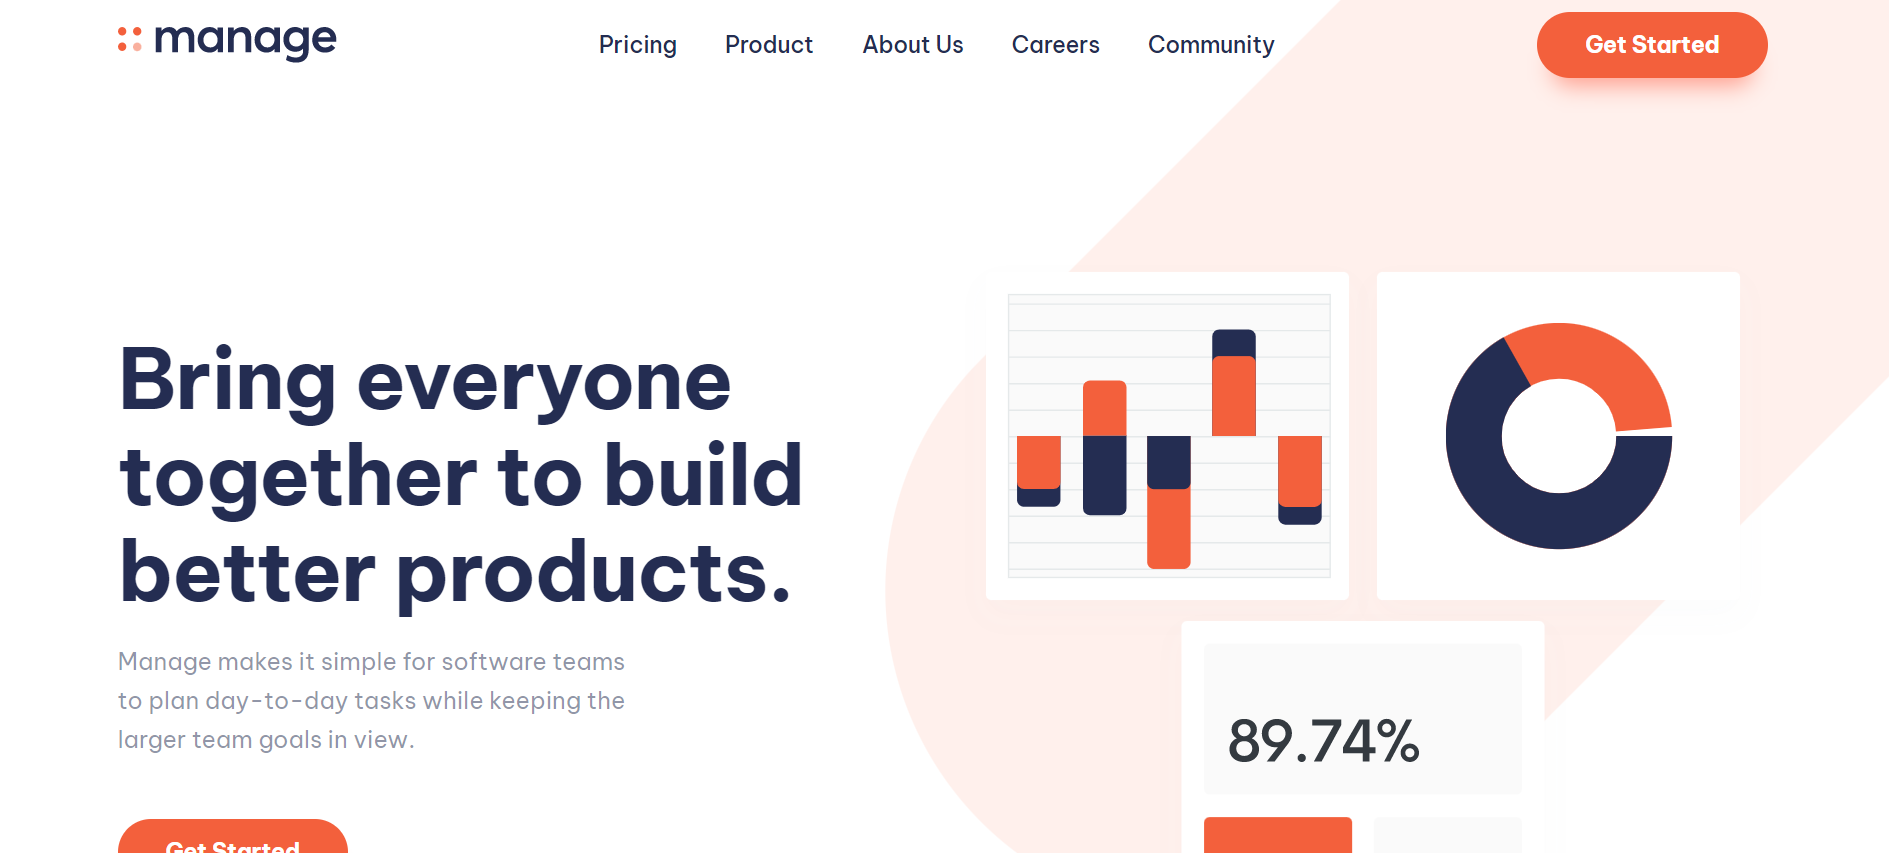 manage
Pricing
Product
About Us
Careers
Community
Get Started
Bring everyone
together to build
better products.
Manage makes it simple for software teams
to plan day-to-day tasks while keeping the
larger team goals in view.
89.74%
Get Started